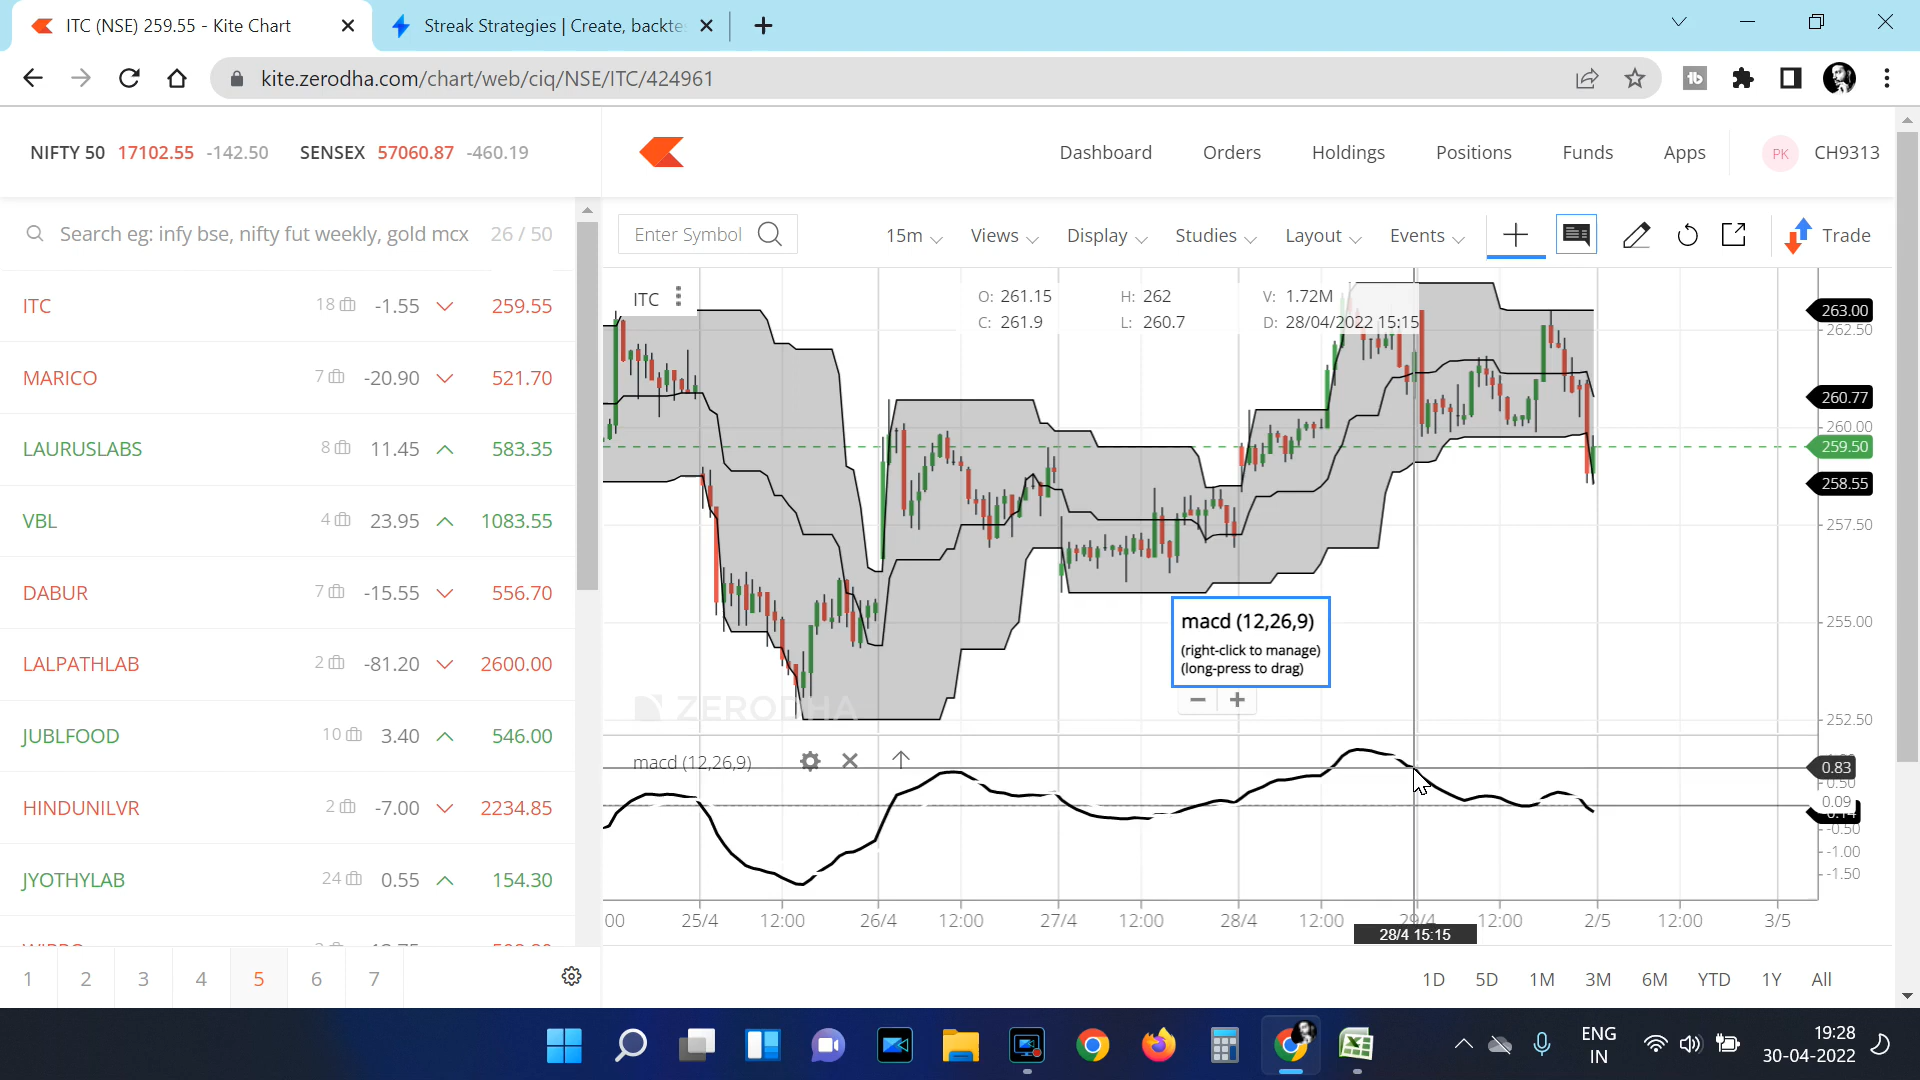 ITC (NSE) 259.55 - Kite Chart
Streak Strategies | Create, backte
kite.zerodha.com/chart/web/ciq/NSE/ITC/424961
NIFTY 50 17102.55 -142.50 SENSEX 57060.87 -460.19
Dashboard Orders Holdings Positions Funds Apps PK CH9313
Search eg: infy bse, nifty fut weekly, gold mcx 26 / 50
Enter Symbol 15m Views Display Studies Layout Events Trade
ITC 18 -1.55 259.55
MARICO 7 -20.90 521.70
LAURUSLABS 8 11.45 583.35
VBL 4 23.95 1083.55
DABUR 7 -15.55 556.70
LALPATHLAB 2 -81.20 2600.00
JUBLFOOD 10 3.40 546.00
HINDUNILVR 2 -7.00 2234.85
JYOTHYLAB 24 0.55 154.30
1 2 3 4 5 6 7
ITC
O: 261.15 H: 262 V: 1.72M
C: 261.9 L: 260.7 D: 28/04/2022 15:15
263.00
262.50
260.77
260.00
259.50
258.55
257.50
255.00
252.50
macd (12,26,9)
(right-click to manage)
(long-press to drag)
ZERODHA
macd (12,26,9)
0.83
0.50
0.09
-0.50
-1.00
-1.50
00 25/4 12:00 26/4 12:00 27/4 12:00 28/4 12:00 29/4 12:00 2/5 12:00 3/5
28/4 15:15
1D 5D 1M 3M 6M YTD 1Y All
ENG
IN
19:28
30-04-2022